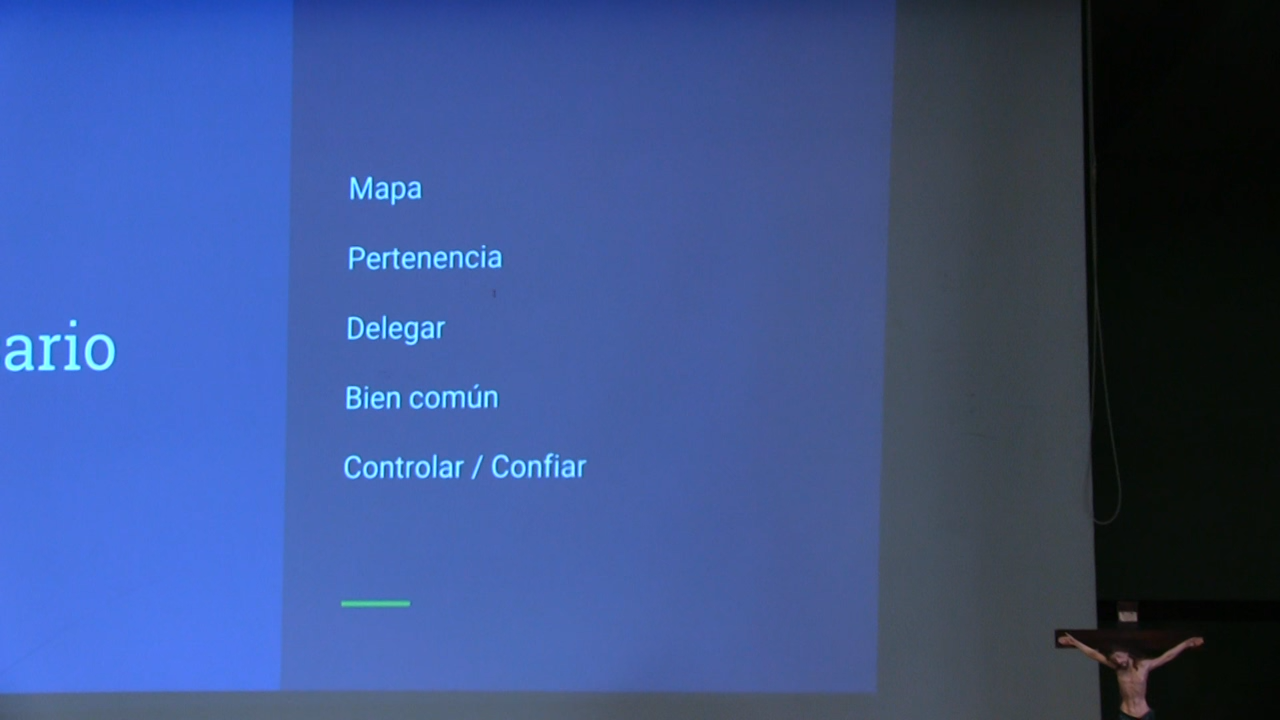 ario
Mapa
Pertenencia
Delegar
Bien común
Controlar / Confiar